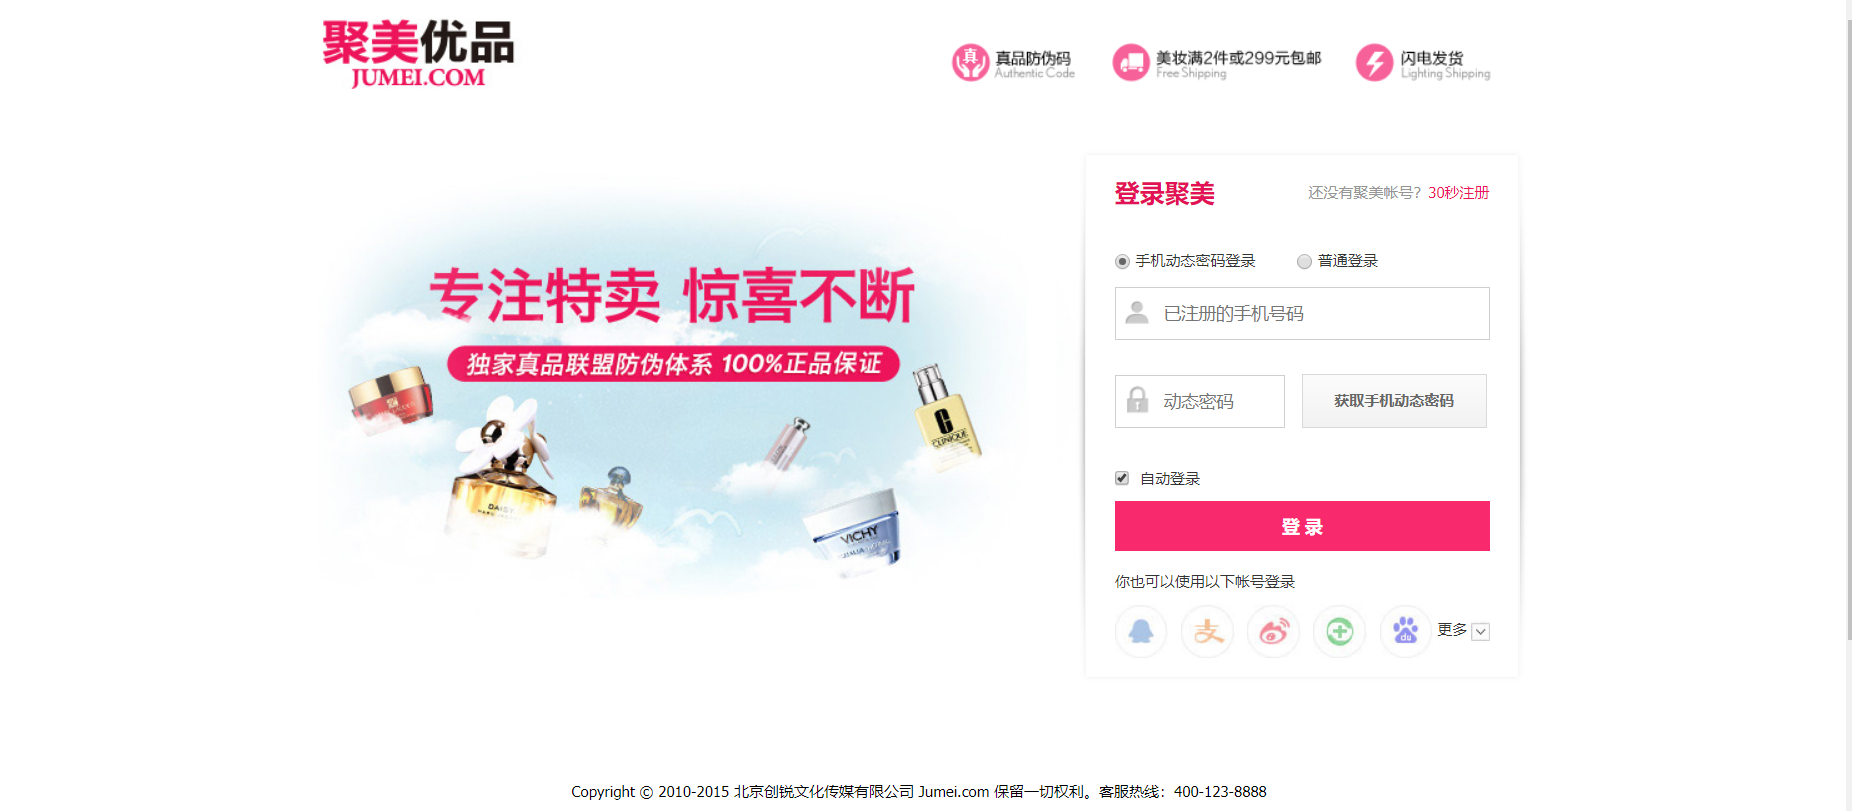 聚美优品
JUMEI.COM
真
真品防伪码
Authentic Code
美妆满2件或299元包邮
Free Shipping
闪电发货
Lighting Shipping
专注特卖 惊喜不断
独家真品联盟防伪体系 100%正品保证
DAISY
CLINIQUE
VICHY
登录聚美
还没有聚美帐号？30秒注册
手机动态密码登录
普通登录
已注册的手机号码
动态密码
获取手机动态密码
自动登录
登 录
你也可以使用以下帐号登录
支
du
更多
Copyright © 2010-2015 北京创锐文化传媒有限公司 Jumei.com 保留一切权利。客服热线：400-123-8888